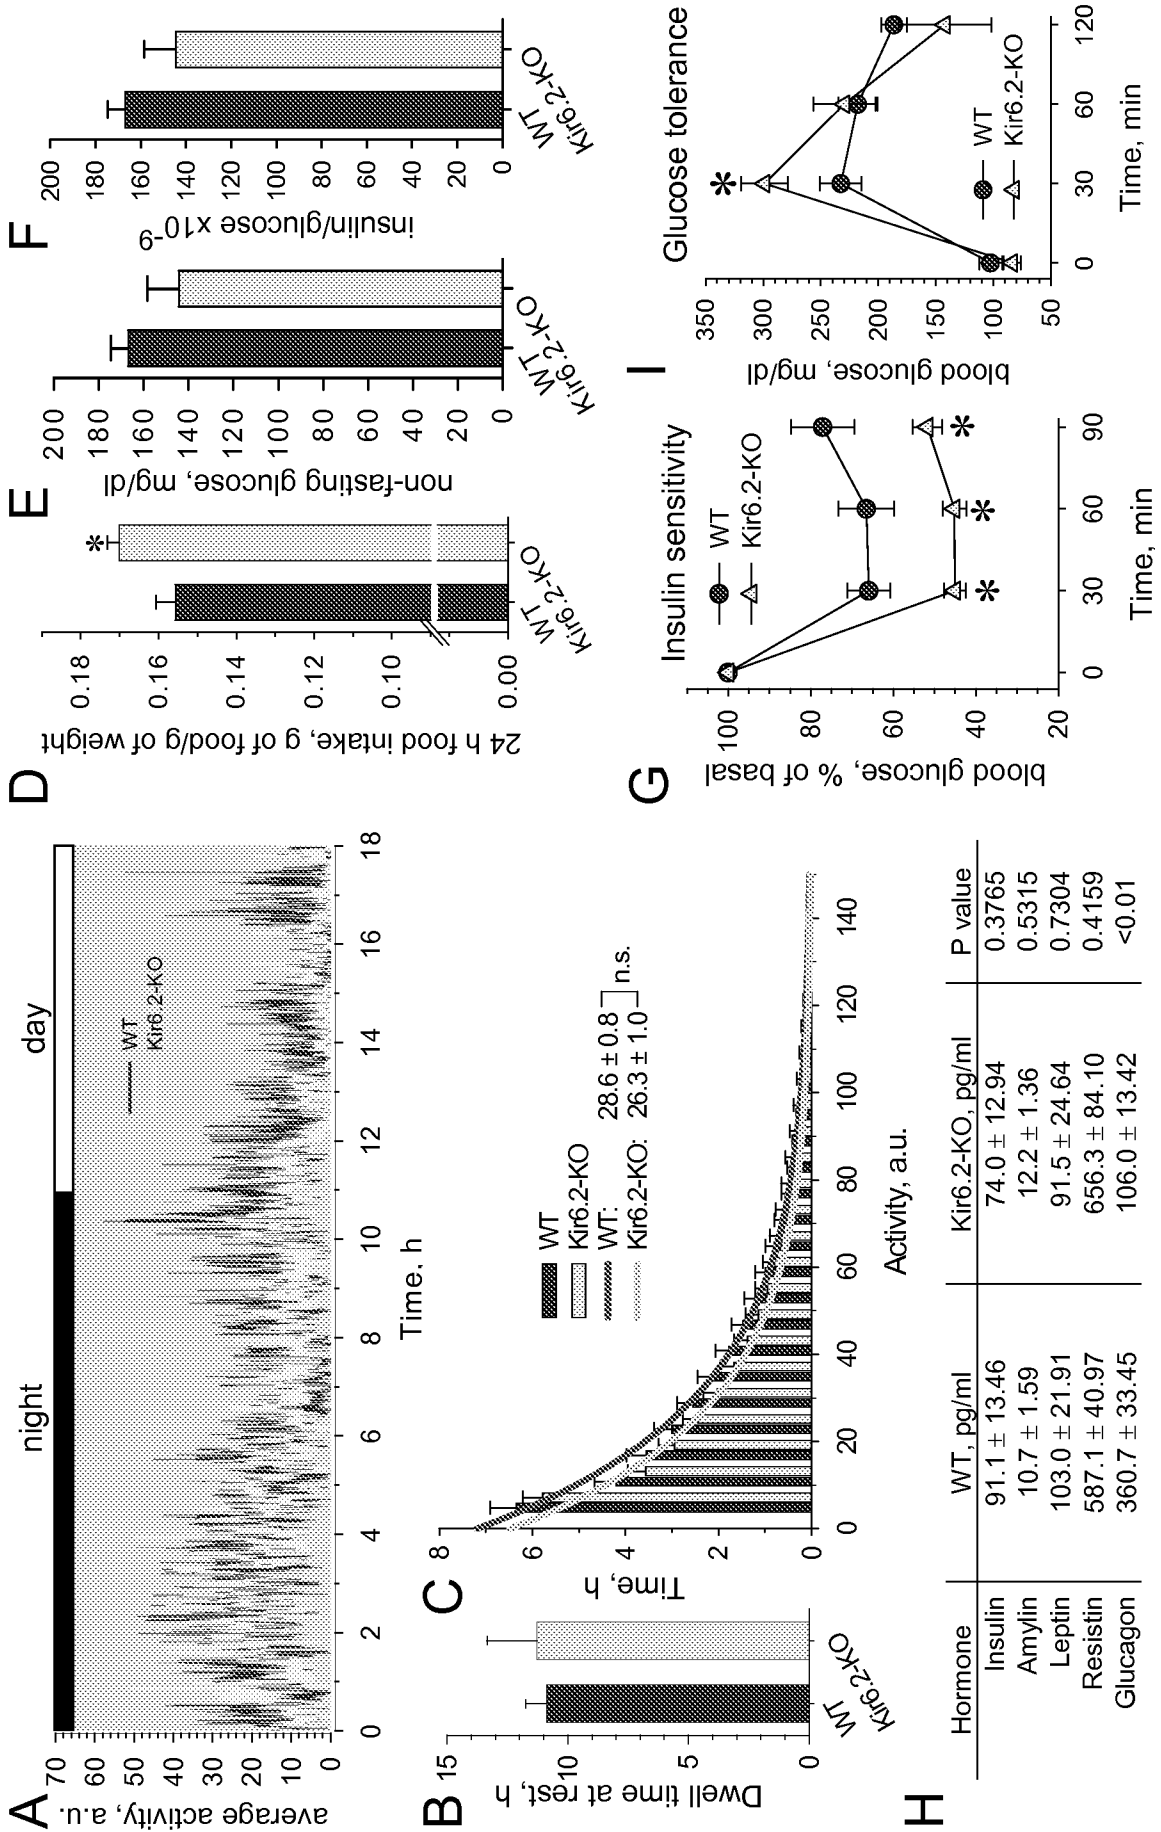 A
night
day
average activity, a.u.
70
60
50
40
30
20
10
0
WT
Kir6.2-KO
0
2
4
6
8
10
12
14
16
18
Time, h
B
Dwell time at rest, h
15
10
5
0
WT
Kir6.2-KO
C
Time, h
8
6
4
2
0
WT
Kir6.2-KO
WT: 28.6 ± 0.8
Kir6.2-KO: 26.3 ± 1.0
n.s.
0
20
40
60
80
100
120
140
Activity, a.u.
D
24 h food intake, g of food/g of weight
0.18
0.16
0.14
0.12
0.10
0.00
*
WT
Kir6.2-KO
E
non-fasting glucose, mg/dl
200
180
160
140
120
100
80
60
40
20
0
WT
Kir6.2-KO
F
insulin/glucose x10-9
200
180
160
140
120
100
80
60
40
20
0
WT
Kir6.2-KO
G
Insulin sensitivity
blood glucose, % of basal
100
80
60
40
20
WT
Kir6.2-KO
*
*
*
0
30
60
90
Time, min
H
Hormone WT, pg/ml Kir6.2-KO, pg/ml P value
Insulin 91.1 ± 13.46 74.0 ± 12.94 0.3765
Amylin 10.7 ± 1.59 12.2 ± 1.36 0.5315
Leptin 103.0 ± 21.91 91.5 ± 24.64 0.7304
Resistin 587.1 ± 40.97 656.3 ± 84.10 0.4159
Glucagon 360.7 ± 33.45 106.0 ± 13.42 <0.01
I
Glucose tolerance
blood glucose, mg/dl
350
300
250
200
150
100
50
*
WT
Kir6.2-KO
0
30
60
120
Time, min